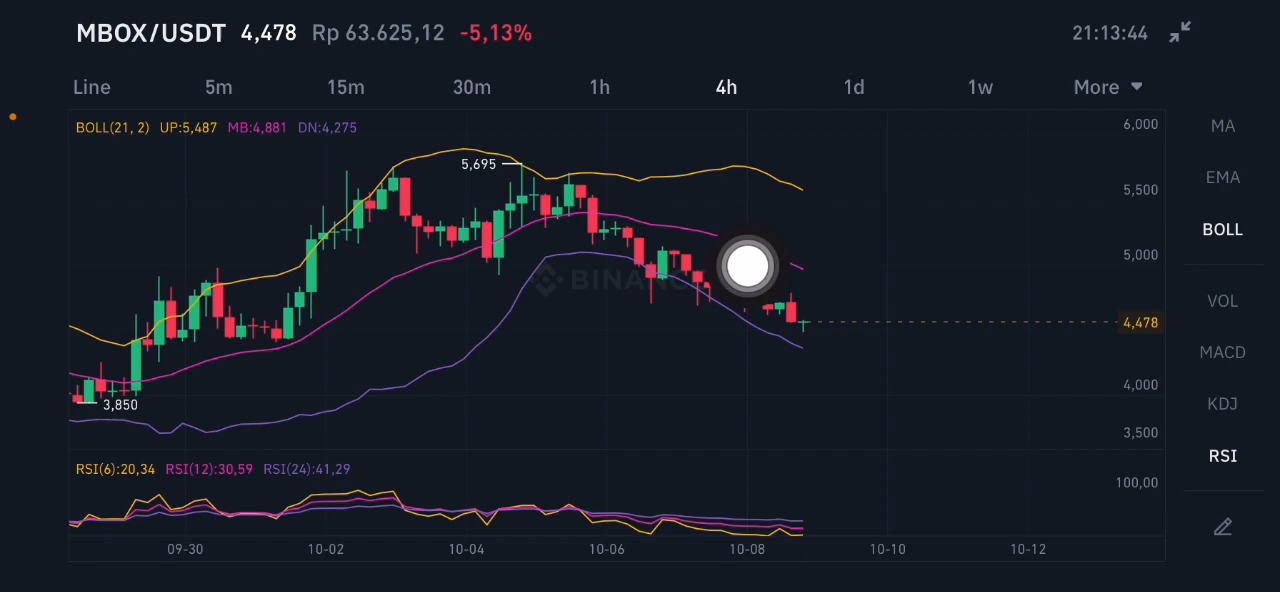 MBOX/USDT 4,478 Rp 63.625,12 -5,13% 21:13:44
Line 5m 15m 30m 1h 4h 1d 1w More
BOLL(21, 2) UP:5,487 MB:4,881 DN:4,275
6,000
MA
5,695
EMA
5,500
BOLL
5,000
BINANC
VOL
4,478
MACD
4,000
3,850
KDJ
3,500
RSI(6):20,34 RSI(12):30,59 RSI(24):41,29
RSI
100,00
09-30 10-02 10-04 10-06 10-08 10-10 10-12